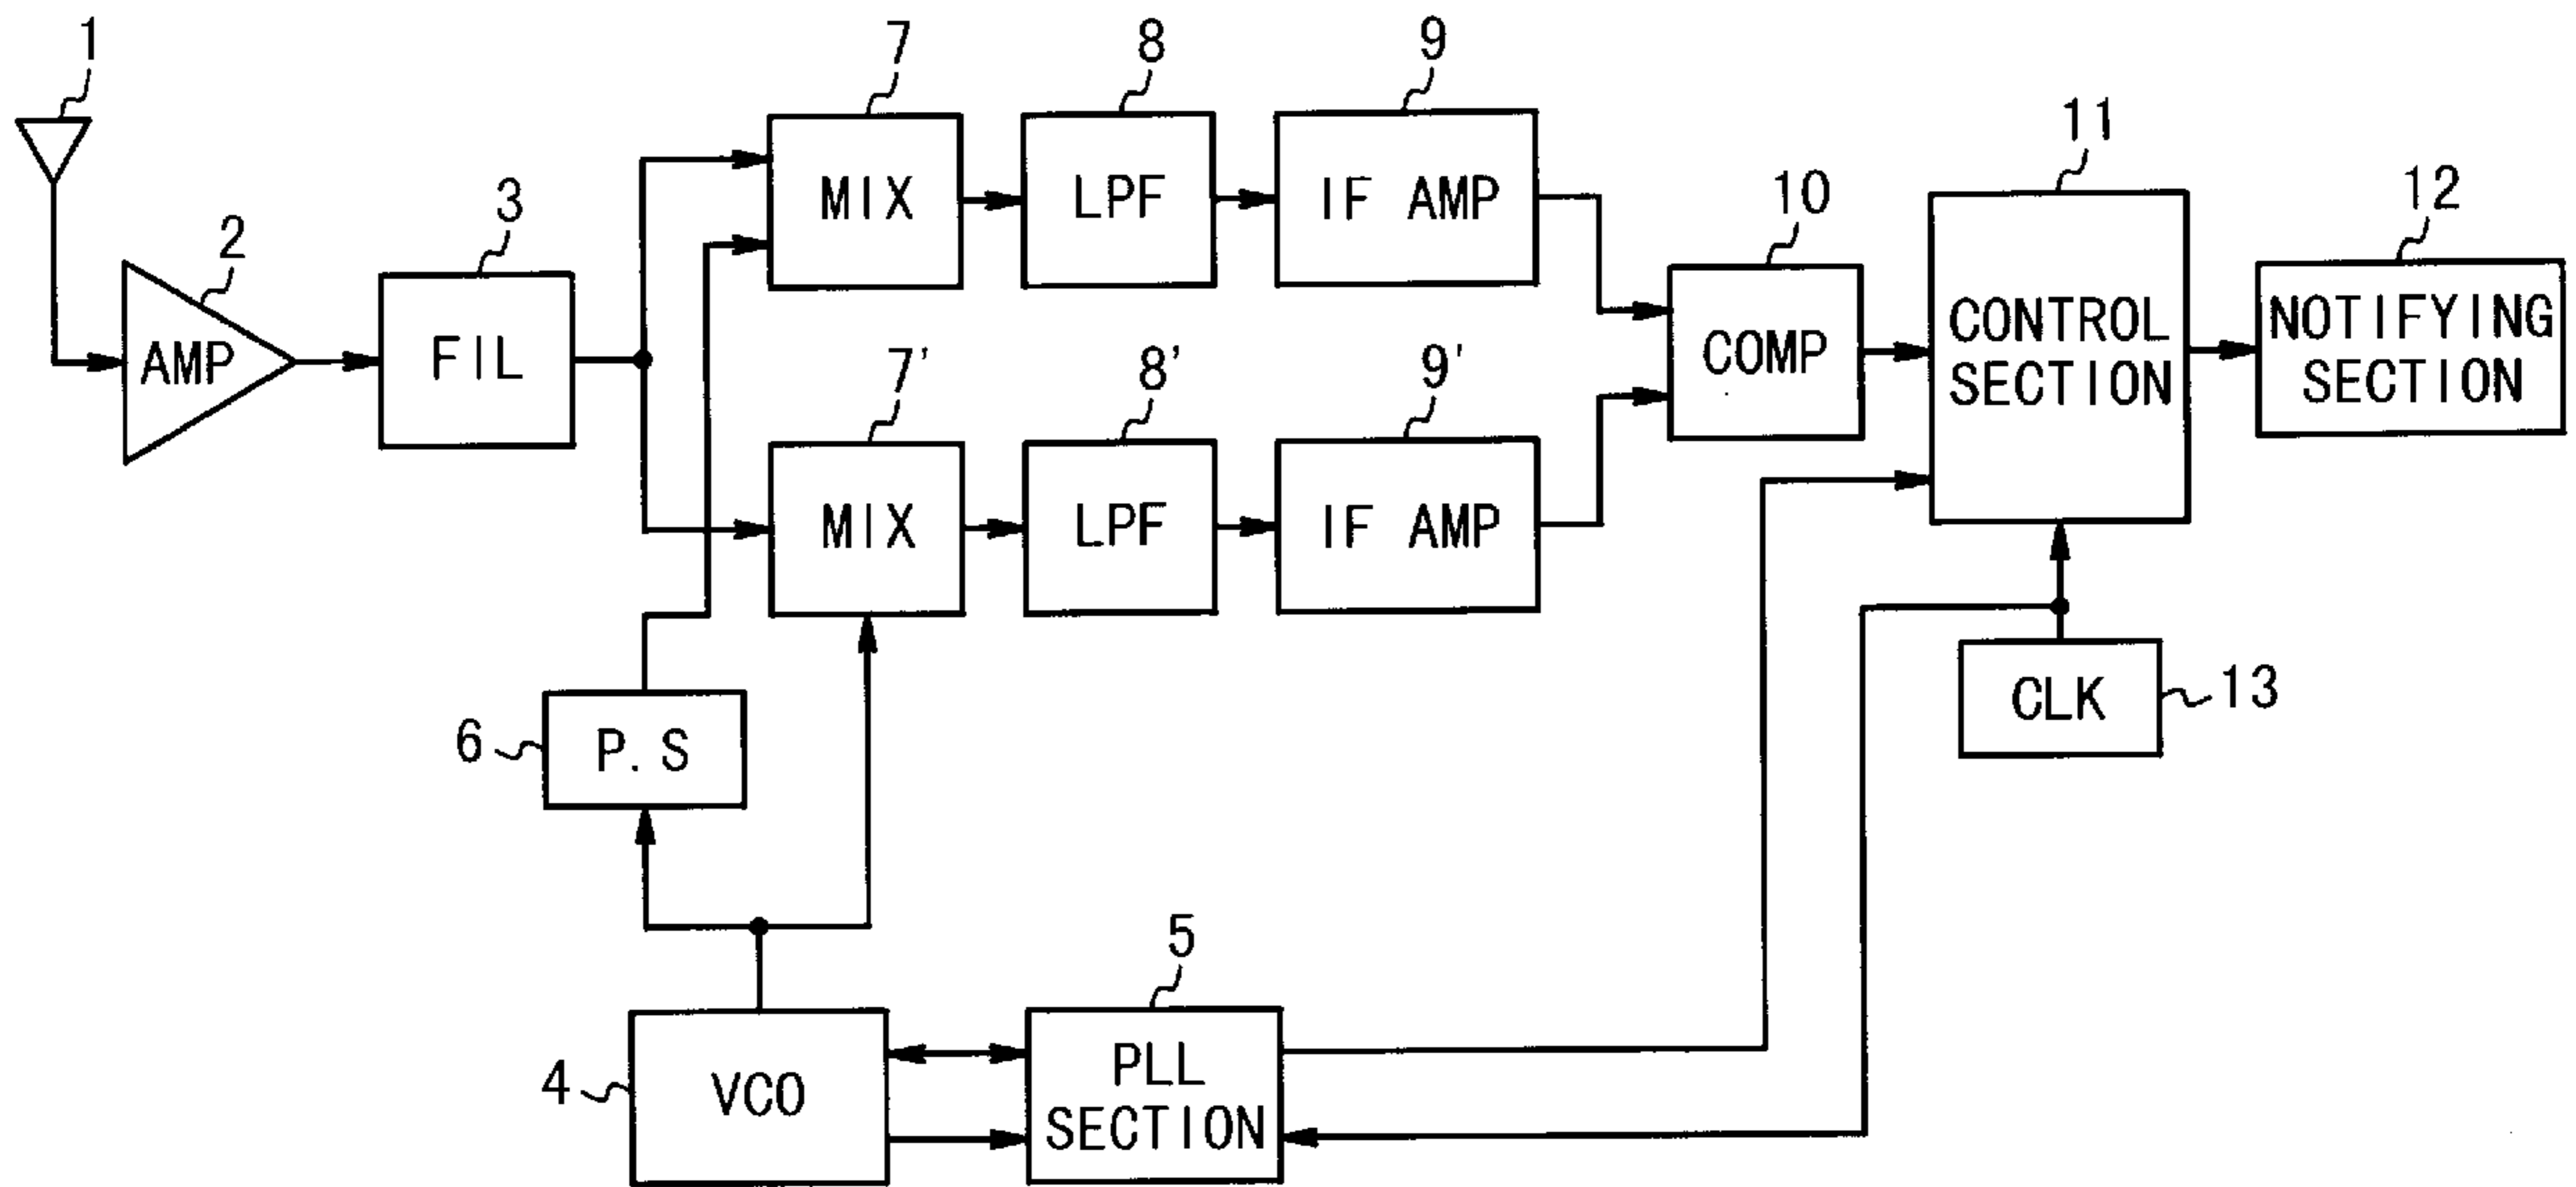 1
7
8
9
11
12
10
2
3
MIX
LPF
IF AMP
AMP
FIL
COMP
CONTROL
SECTION
NOTIFYING
SECTION
7'
8'
9'
MIX
LPF
IF AMP
6
P.S
CLK
13
5
4
VCO
PLL
SECTION